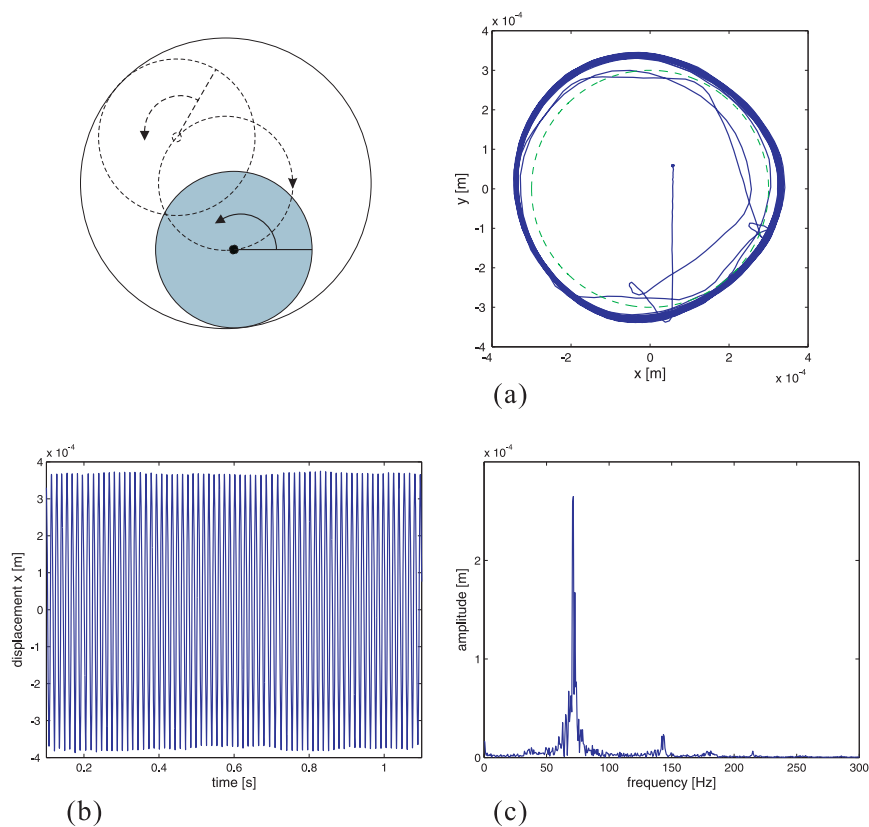 x 10⁻⁴
4
3
2
1
0
-1
-2
-3
-4
y [m]
-4
-2
0
2
4
x [m]
x 10⁻⁴
(a)
x 10⁻⁴
4
3
2
1
0
-1
-2
-3
-4
displacement x [m]
0.2
0.4
0.6
0.8
1
time [s]
(b)
x 10⁻⁴
2
1
0
amplitude [m]
0
50
100
150
200
250
300
frequency [Hz]
(c)